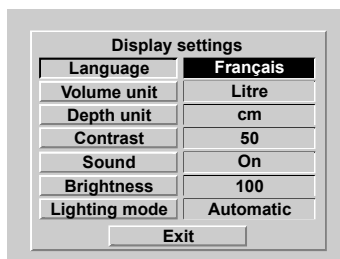 Display settings
Language Français
Volume unit Litre
Depth unit cm
Contrast 50
Sound On
Brightness 100
Lighting mode Automatic
Exit